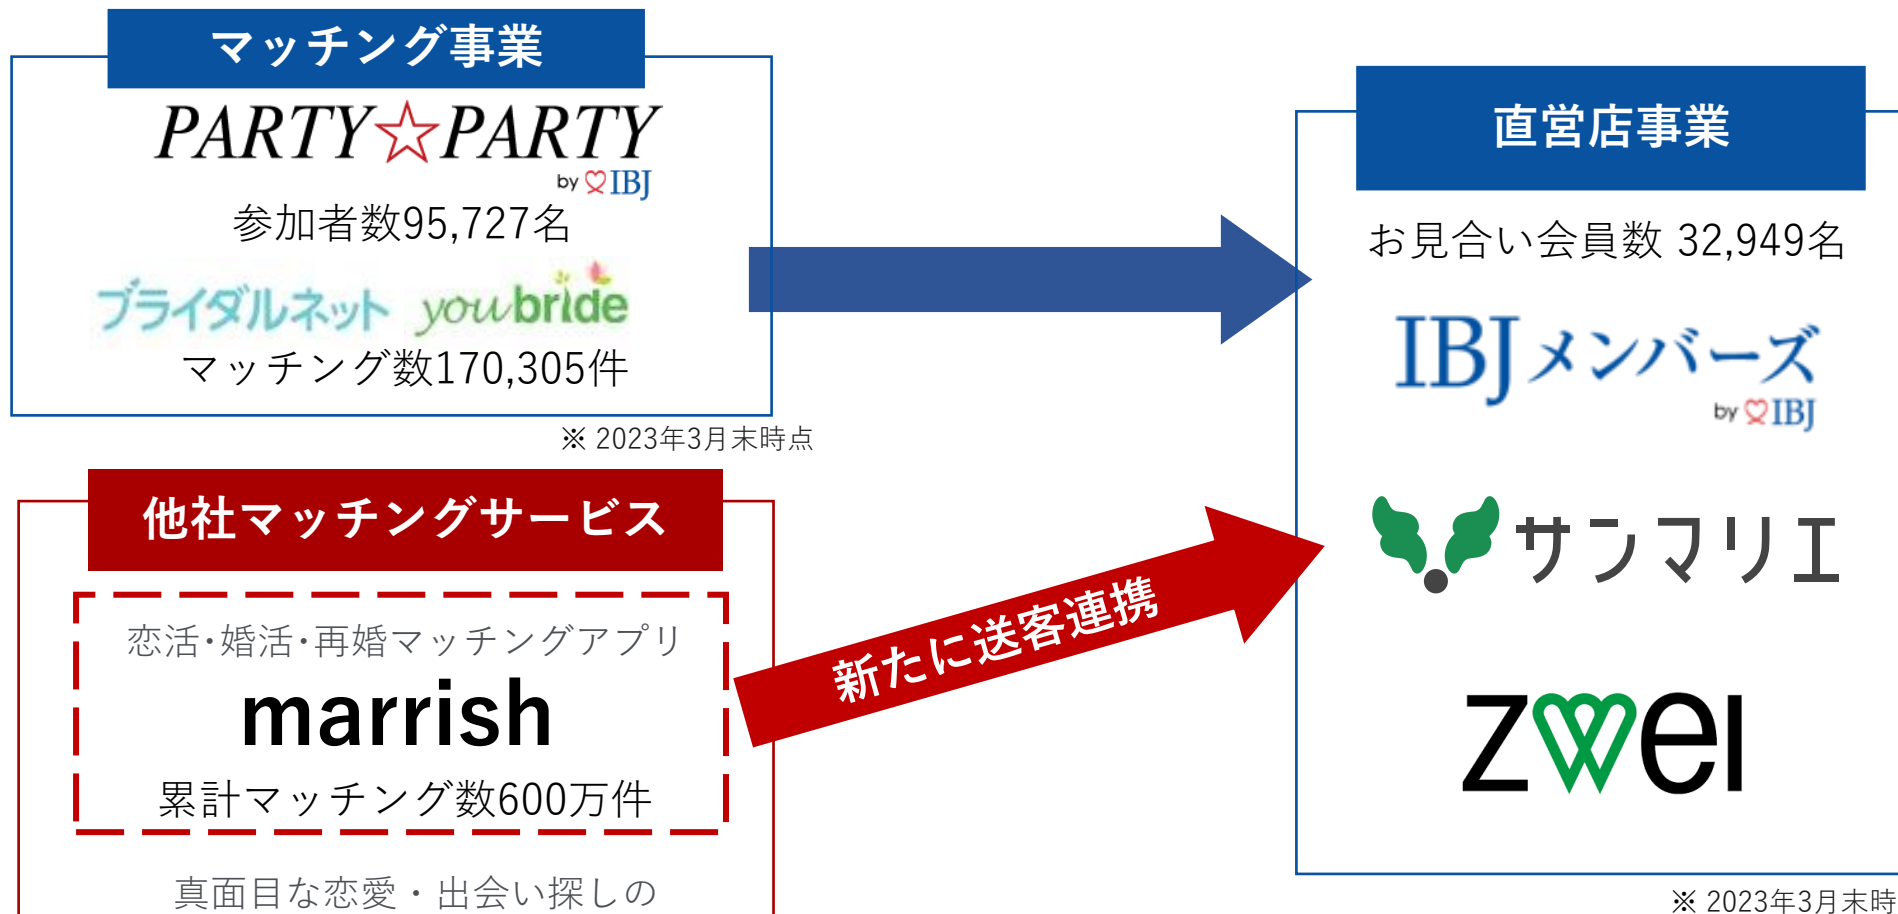 マッチング事業
PARTY☆PARTY
by IBJ
参加者数95,727名
ブライダルネット youbride
マッチング数170,305件
※ 2023年3月末時点
他社マッチングサービス
恋活・婚活・再婚マッチングアプリ
marrish
累計マッチング数600万件
真面目な恋愛・出会い探しの
新たに送客連携
直営店事業
お見合い会員数 32,949名
IBJメンバーズ
by IBJ
サンマリエ
zwei
※ 2023年3月末時